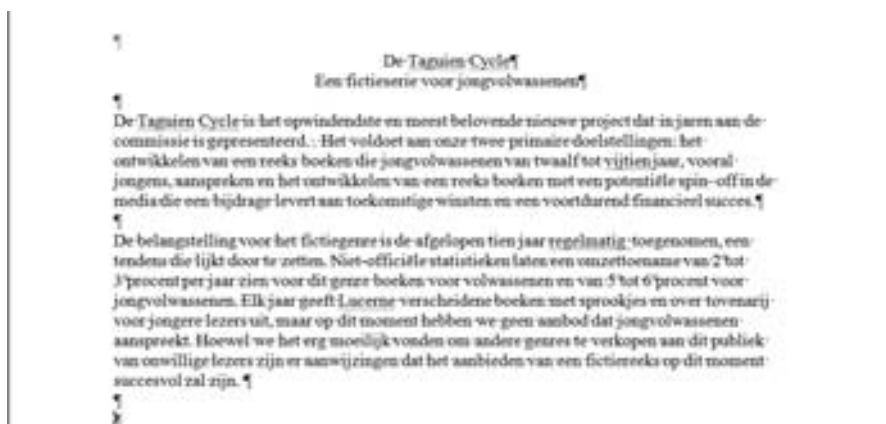 De Taguien Cycle¶
Een fictieserie voor jongvolwassenen¶
¶
De Taguien Cycle is het opwindendste en meest belovende nieuwe project dat in jaren aan de
commissie is gepresenteerd. Het voldoet aan onze twee primaire doelstellingen: het
ontwikkelen van een reeks boeken die jongvolwassenen van twaalf tot vijtien jaar, vooral
jongens, aanspreken en het ontwikkelen van een reeks boeken met een potentiële spin-off in de
media die een bijdrage levert aan toekomstige winsten en een voortdurend financieel succes.¶
¶
De belangstelling voor het fictiegenre is de afgelopen tien jaar regelmatig toegenomen, een
tendens die lijkt door te zetten. Niet-officiële statistieken laten een omzettoename van 2 tot
3 procent per jaar zien voor dit genre boeken voor volwassenen en van 5 tot 6 procent voor
jongvolwassenen. Elk jaar geeft Lucerne verscheidene boeken met sprookjes en over tovenarij
voor jongere lezers uit, maar op dit moment hebben we geen aanbod dat jongvolwassenen
aanspreekt. Hoewel we het erg moeilijk vonden om andere genres te verkopen aan dit publiek
van onwillige lezers zijn er aanwijzingen dat het aanbieden van een fictiereeks op dit moment
succesvol zal zijn. ¶
¶